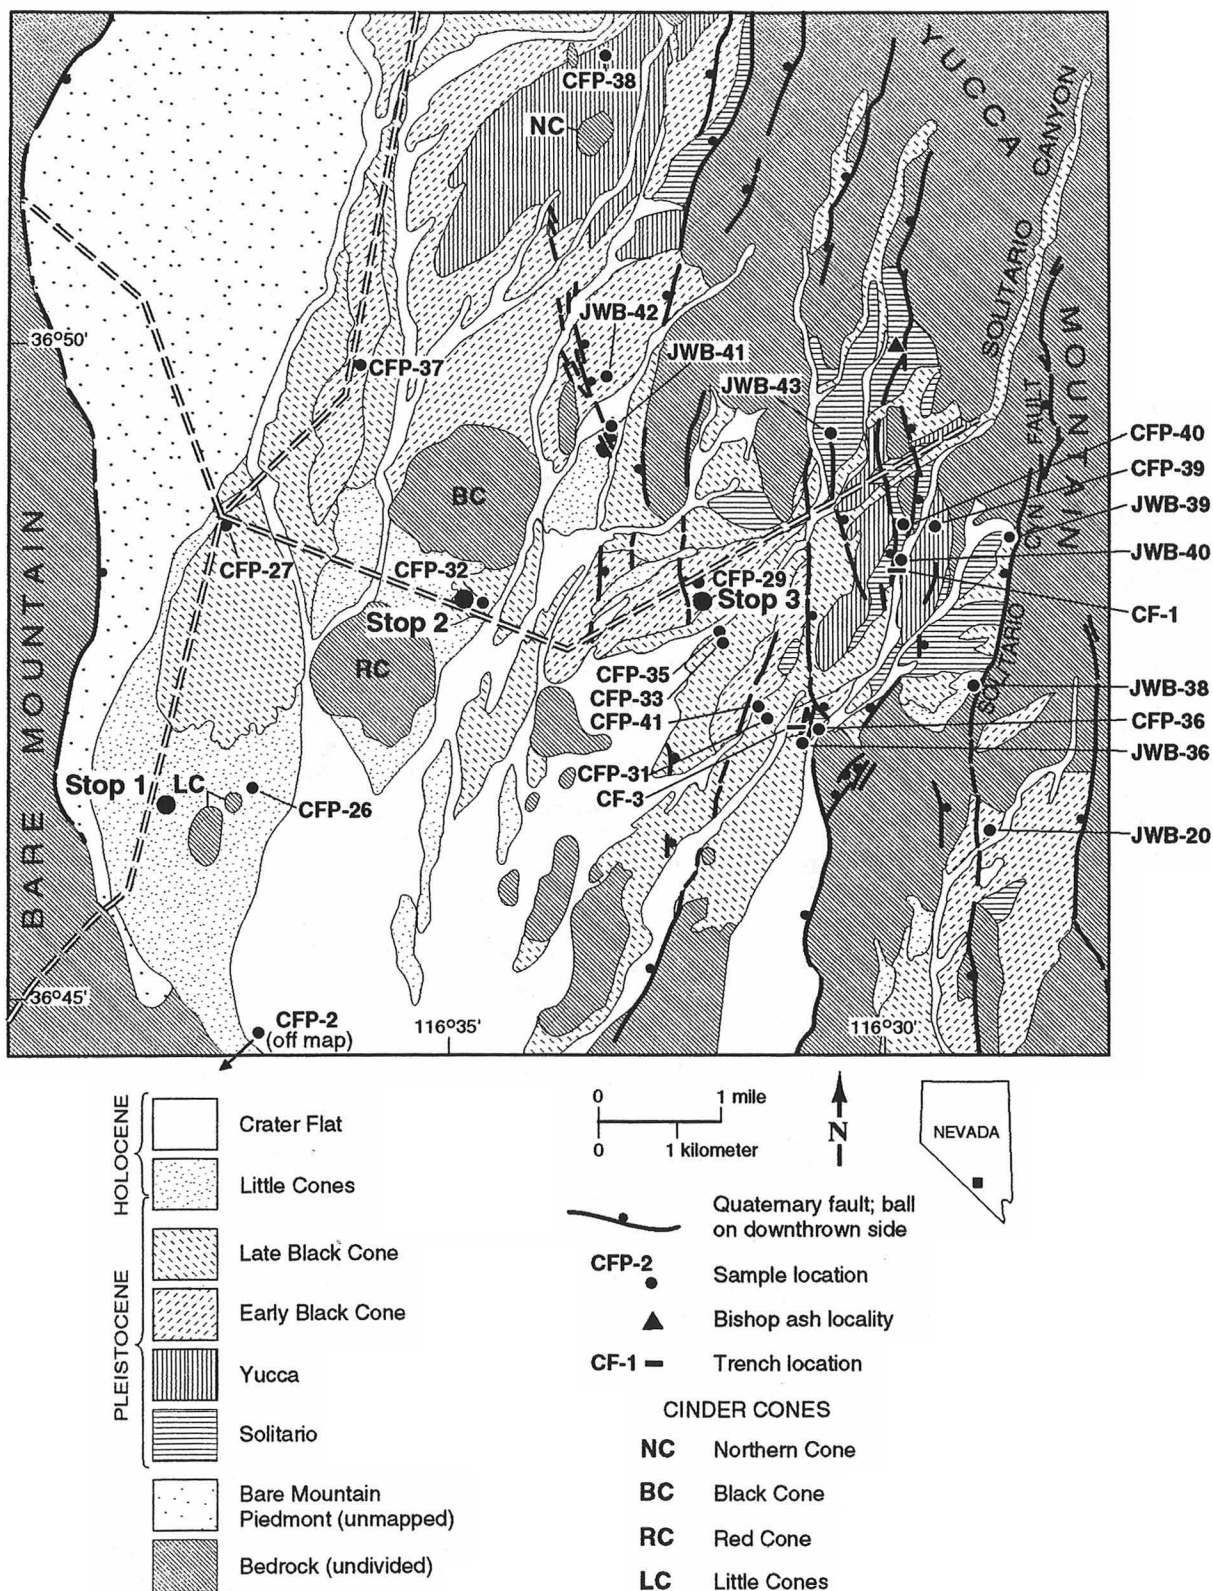 CFP-38
NC
YUCCA
CANYON
SOLITARIO
36°50'
JWB-42
CFP-37
JWB-41
JWB-43
MOUNTAIN
CYN FAULT
SOLITARIO
CFP-40
CFP-39
JWB-39
JWB-40
CF-1
BC
BARE MOUNTAIN
CFP-27
CFP-32
CFP-29
Stop 2
Stop 3
RC
CFP-35
CFP-33
CFP-41
JWB-38
CFP-36
JWB-36
Stop 1
LC
CFP-26
CFP-31
CF-3
JWB-20
36°45'
CFP-2
(off map)
116°35'
116°30'
HOLOCENE
PLEISTOCENE
Crater Flat
Little Cones
Late Black Cone
Early Black Cone
Yucca
Solitario
Bare Mountain
Piedmont (unmapped)
Bedrock (undivided)
0 1 mile
0 1 kilometer
N
NEVADA
Quaternary fault; ball
on downthrown side
CFP-2 Sample location
Bishop ash locality
CF-1 Trench location
CINDER CONES
NC Northern Cone
BC Black Cone
RC Red Cone
LC Little Cones